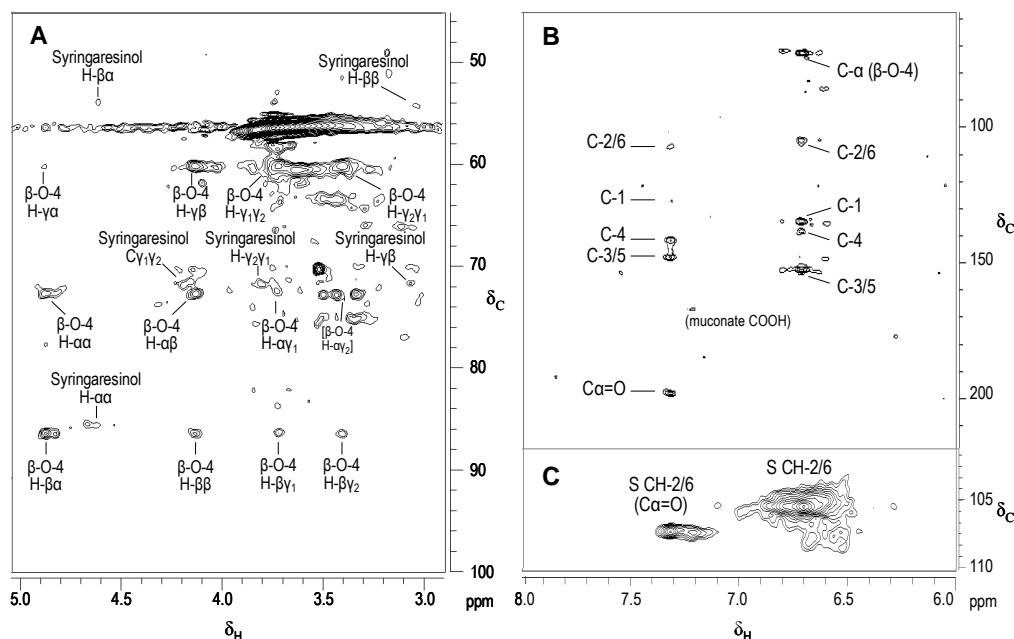 A
Syringaresinol
H-βα
Syringaresinol
H-ββ
50
60
70
80
90
100
δC
ppm
β-O-4
H-γα
β-O-4
H-γβ
β-O-4
H-γ1γ2
β-O-4
H-γ2γ1
Syringaresinol
Cγ1γ2
Syringaresinol
H-γ2γ1
Syringaresinol
H-γβ
β-O-4
H-αα
β-O-4
H-αβ
β-O-4
H-αγ1
[β-O-4
H-αγ2]
Syringaresinol
H-αα
β-O-4
H-βα
β-O-4
H-ββ
β-O-4
H-βγ1
β-O-4
H-βγ2
5.0 4.5 4.0 3.5 3.0
δH
B
C-α (β-O-4)
C-2/6
C-2/6
C-1
C-1
C-4
C-4
C-3/5
C-3/5
(muconate COOH)
Cα=O
100
150
200
δC
C
S CH-2/6
(Cα=O)
S CH-2/6
105
110
δC
ppm
8.0 7.5 7.0 6.5 6.0
δH